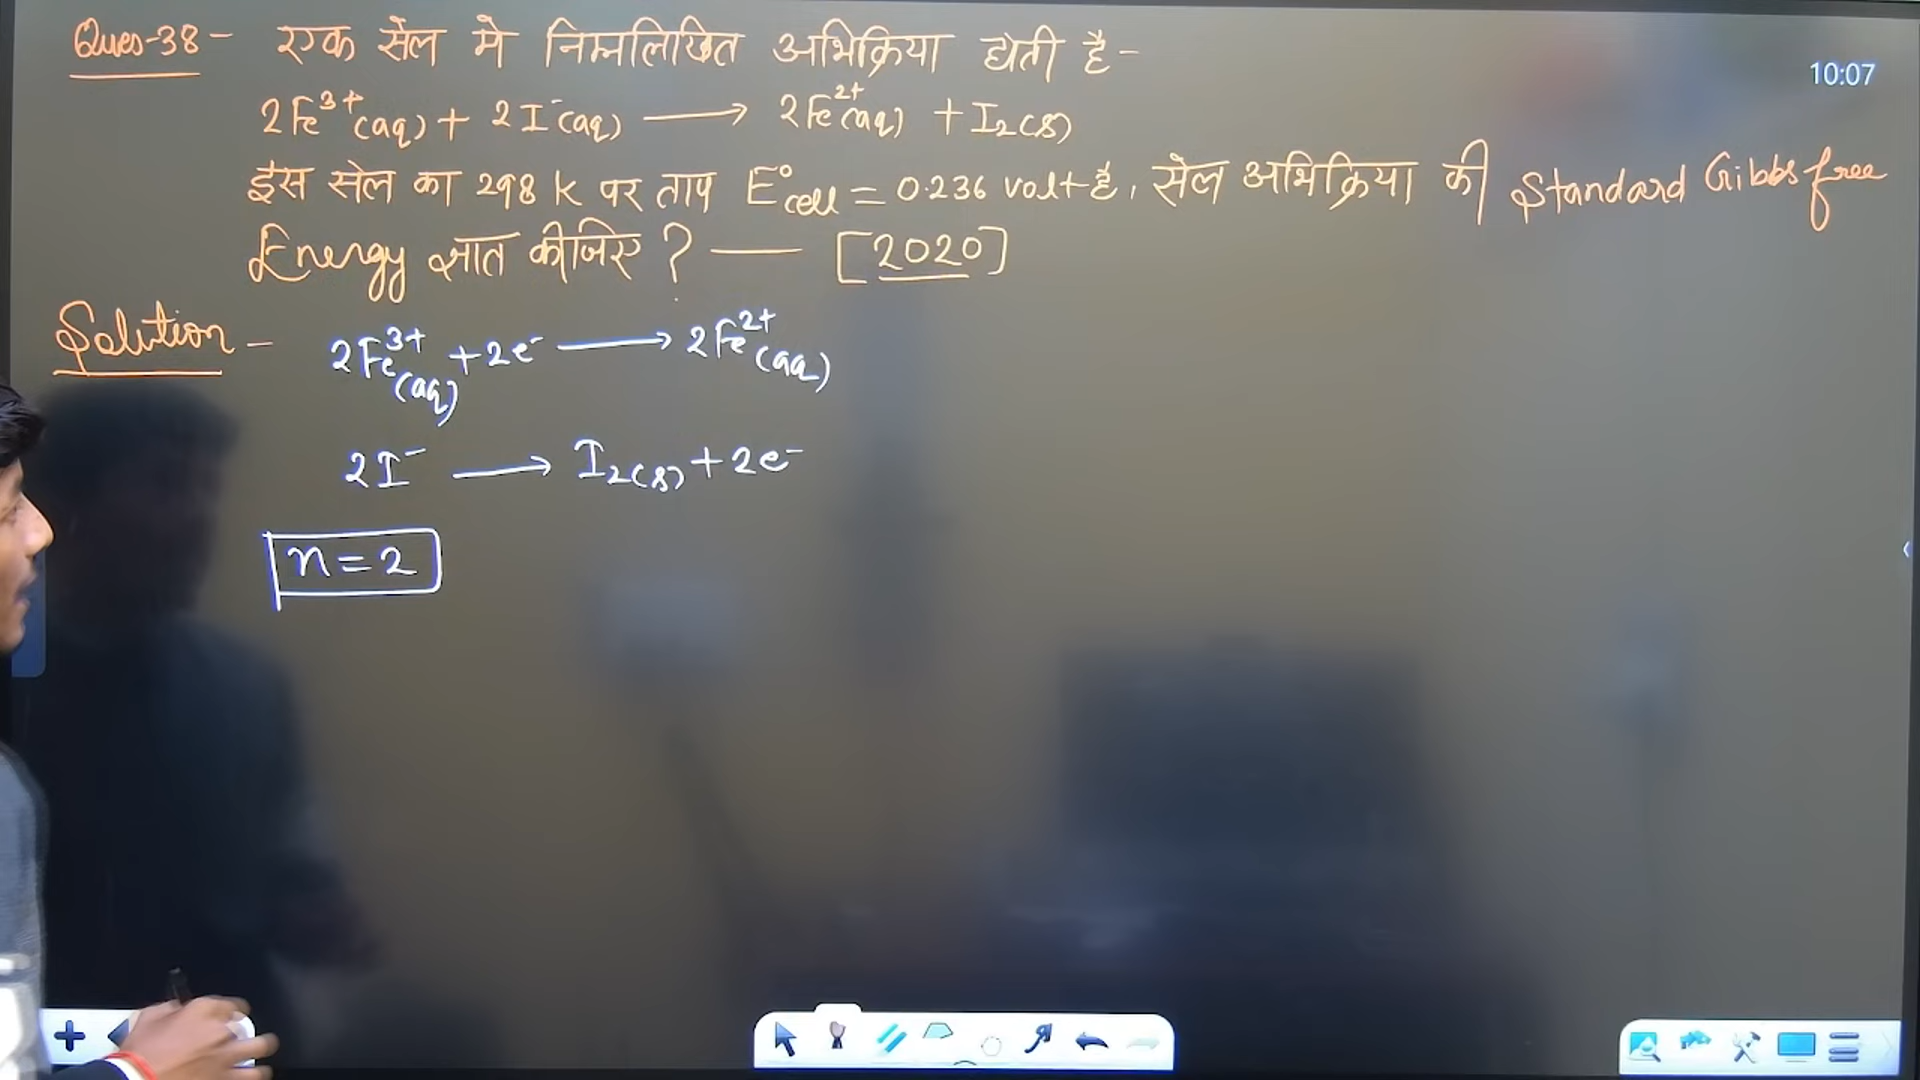 Ques-38- एक सेल मे निम्नलिखित अभिक्रिया होती है-
10:07
2Fe³⁺(aq) + 2I⁻(aq) ⟶ 2Fe²⁺(aq) + I₂(s)
इस सेल का 298 K पर ताप E°cell = 0.236 volt है, सेल अभिक्रिया की Standard Gibbs free
Energy ज्ञात कीजिए ? — [2020]
Solution -
2Fe³⁺(aq) + 2e⁻ ⟶ 2Fe²⁺(aq)
2I⁻ ⟶ I₂(s) + 2e⁻
n = 2